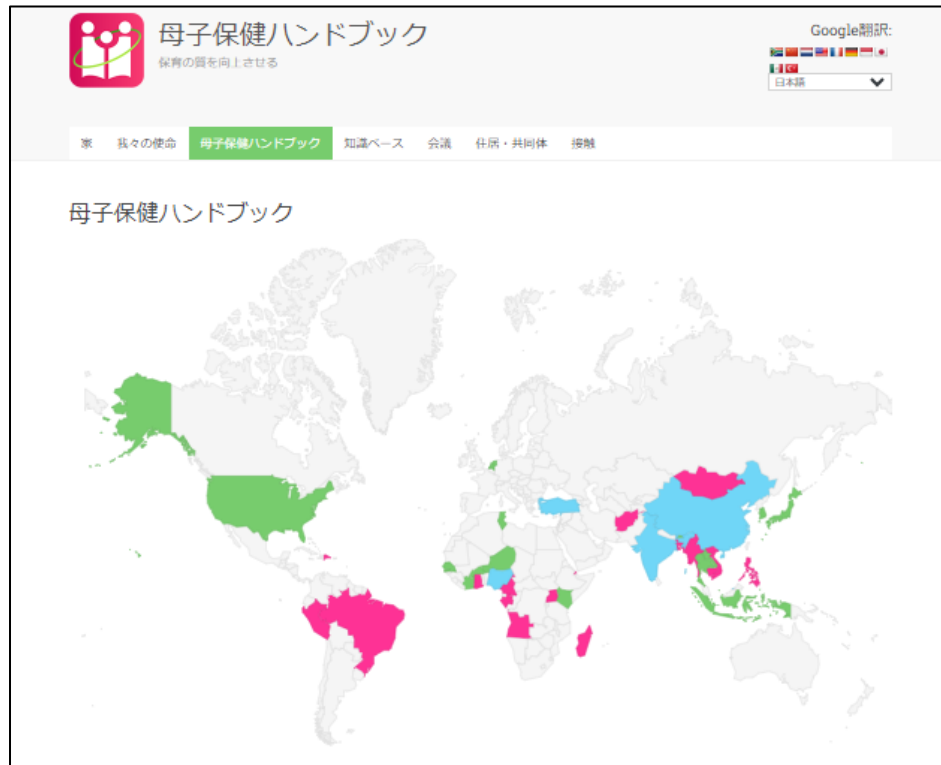 母子保健ハンドブック
保育の質を向上させる
Google翻訳:
日本語
家 我々の使命 母子保健ハンドブック 知識ベース 会議 住居・共同体 接触
母子保健ハンドブック